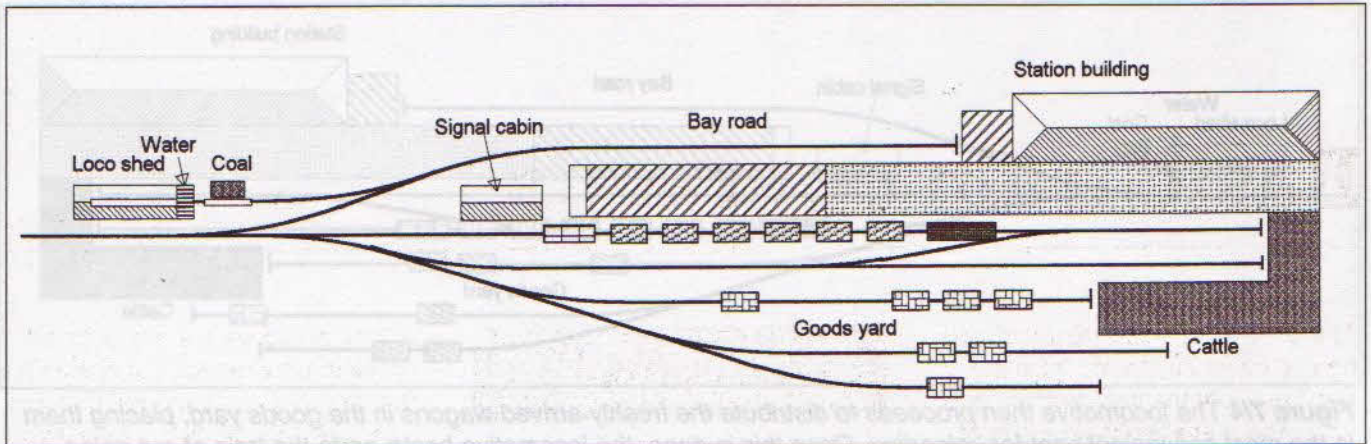 Station building
Bay road
Signal cabin
Water
Loco shed
Coal
Goods yard
Cattle